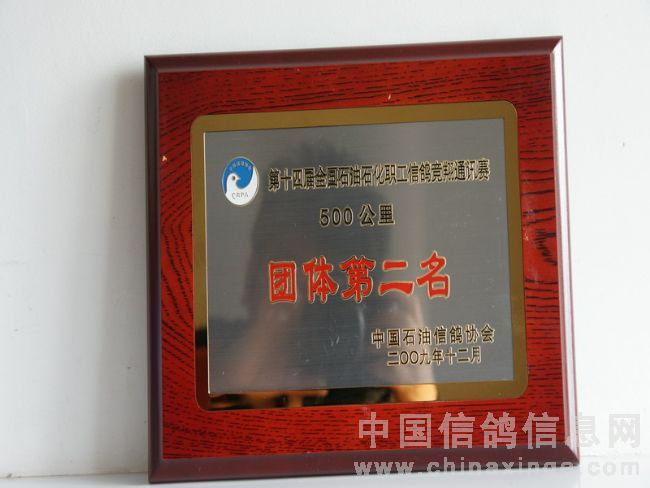 第十四届全国石油石化职工信鸽竞翔通讯赛
500公里
团体第二名
中国石油信鸽协会
二〇〇九年十二月
CRPA
中国信鸽信息网
www.chinaxinge.com